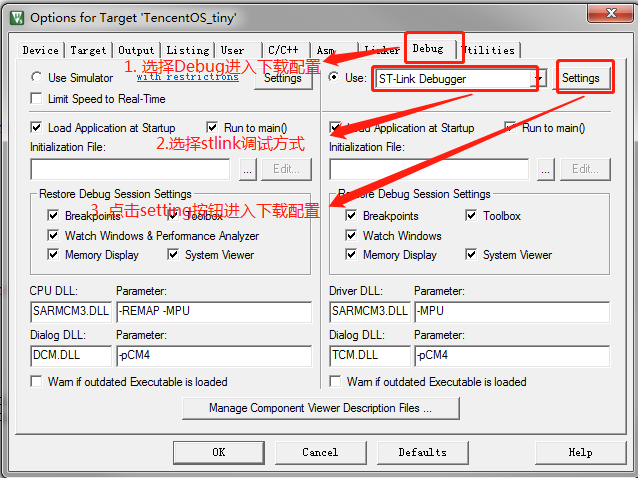 Options for Target 'TencentOS_tiny'
Device Target Output Listing User C/C++ Asm Linker Debug Utilities
1. 选择Debug进入下载配置
Use Simulator with restrictions Settings
Use: ST-Link Debugger Settings
Limit Speed to Real-Time
Load Application at Startup Run to main()
Load Application at Startup Run to main()
2.选择stlink调试方式
Initialization File:
Initialization File:
... Edit...
... Edit...
Restore Debug Session Settings
Restore Debug Session Settings
3. 点击setting按钮进入下载配置
Breakpoints Toolbox
Breakpoints Toolbox
Watch Windows & Performance Analyzer
Watch Windows
Memory Display System Viewer
Memory Display System Viewer
CPU DLL: Parameter:
Driver DLL: Parameter:
SARMCM3.DLL -REMAP -MPU
SARMCM3.DLL -MPU
Dialog DLL: Parameter:
Dialog DLL: Parameter:
DCM.DLL -pCM4
TCM.DLL -pCM4
Warn if outdated Executable is loaded
Warn if outdated Executable is loaded
Manage Component Viewer Description Files ...
OK Cancel Defaults Help